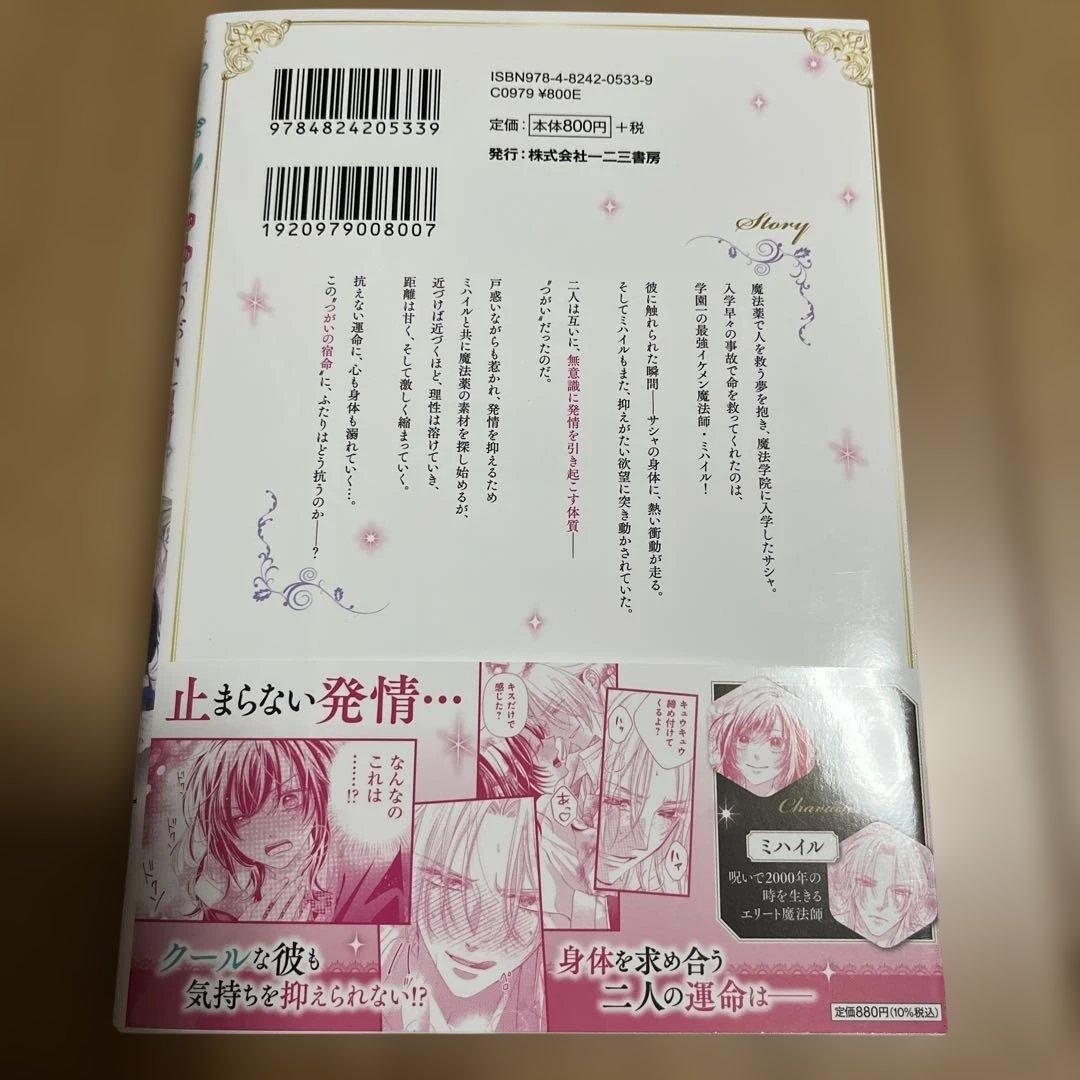 ISBN978-4-8242-0533-9
C0979 ¥800E
9784824205339
定価：本体800円＋税
発行：株式会社一二三書房
1920979008007
Story
魔法薬で人を救う夢を抱き、魔法学院に入学したサシャ。
入学早々の事故で命を救ってくれたのは、
学園一の最強イケメン魔法師・ミハイル！
彼に触れられた瞬間――サシャの身体に、熱い衝動が走る。
そしてミハイルもまた、抑えがたい欲望に突き動かされていた。
二人は互いに、無意識に発情を引き起こす体質――
“つがい”だったのだ。
戸惑いながらも惹かれ、発情を抑えるため
ミハイルと共に魔法薬の素材を探し始めるが、
近づけば近づくほど、理性は溶けていき、
距離は甘く、そして激しく縮まっていく。
抗えない運命に、心も身体も溺れていく…。
この“つがいの宿命”に、ふたりはどう抗うのか――？
止まらない発情…
キスだけで
感じた？
キュウキュウ
締め付けて
くるよ？
ハァ
あっ♡
ハァ
なんなの
これは
……!?
ドクン
ドクン
ミハイル
呪いで2000年の
時を生きる
エリート魔法師
クールな彼も
気持ちを抑えられない!?
身体を求め合う
二人の運命は――
定価880円(10%税込)